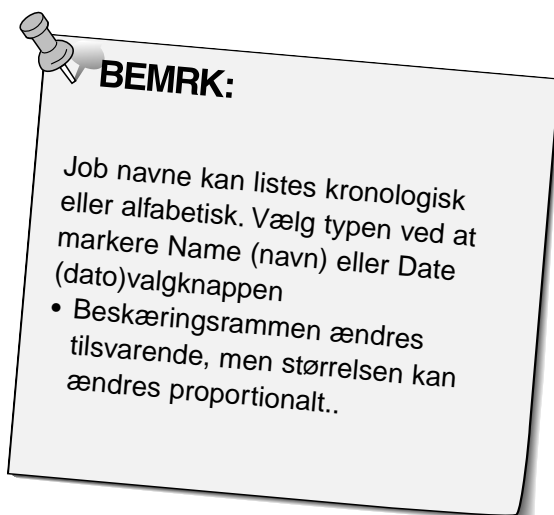 BEMRK:
Job navne kan listes kronologisk
eller alfabetisk. Vælg typen ved at
markere Name (navn) eller Date
(dato)valgknappen
• Beskæringsrammen ændres
tilsvarende, men størrelsen kan
ændres proportionalt..